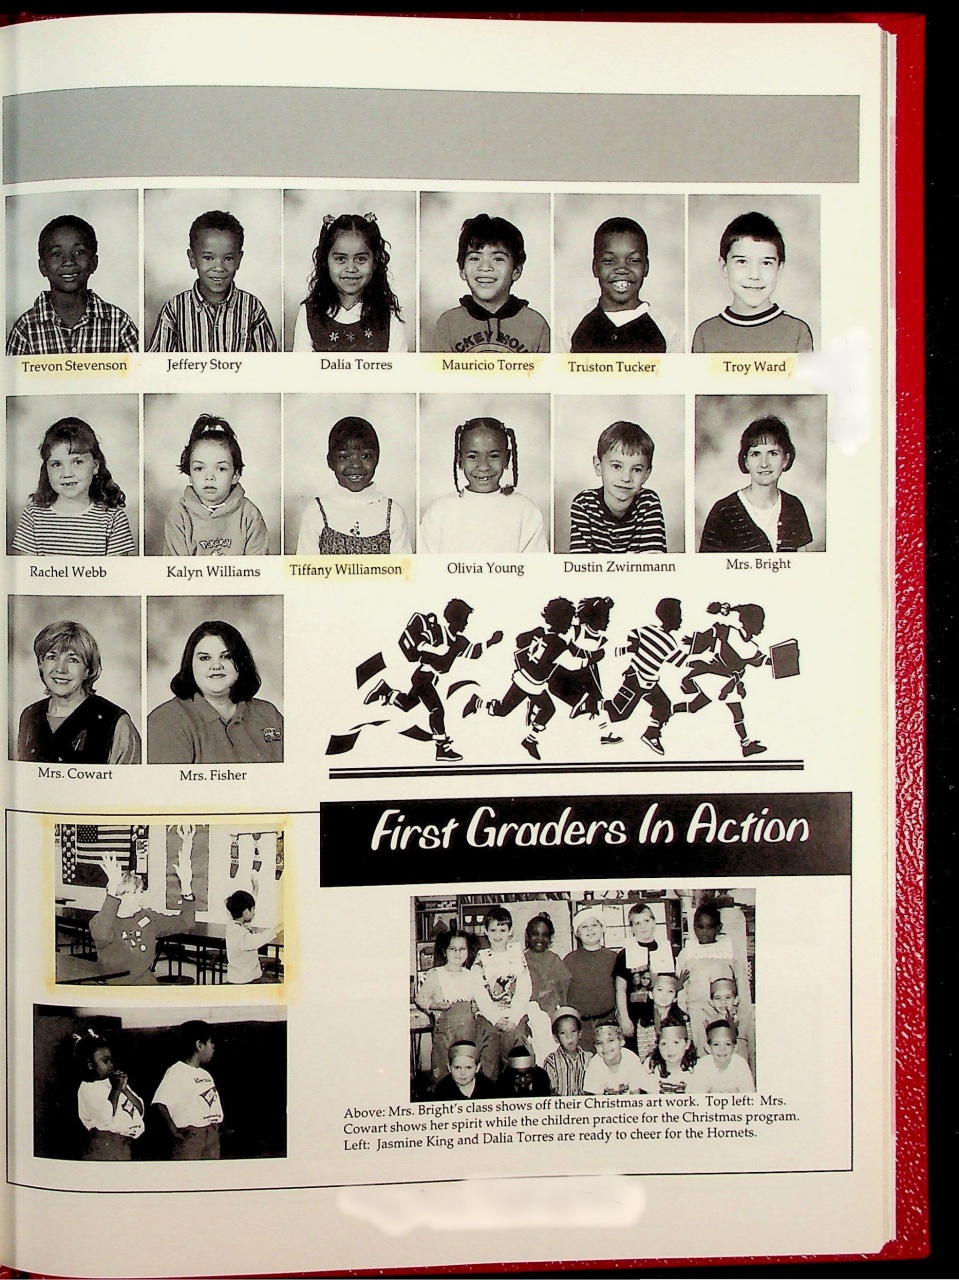 Trevon Stevenson Jeffery Story Dalia Torres Mauricio Torres Truston Tucker Troy Ward
Rachel Webb Kalyn Williams Tiffany Williamson Olivia Young Dustin Zwirnmann Mrs. Bright
Mrs. Cowart Mrs. Fisher
First Graders In Action
Above: Mrs. Bright's class shows off their Christmas art work. Top left: Mrs.
Cowart shows her spirit while the children practice for the Christmas program.
Left: Jasmine King and Dalia Torres are ready to cheer for the Hornets.